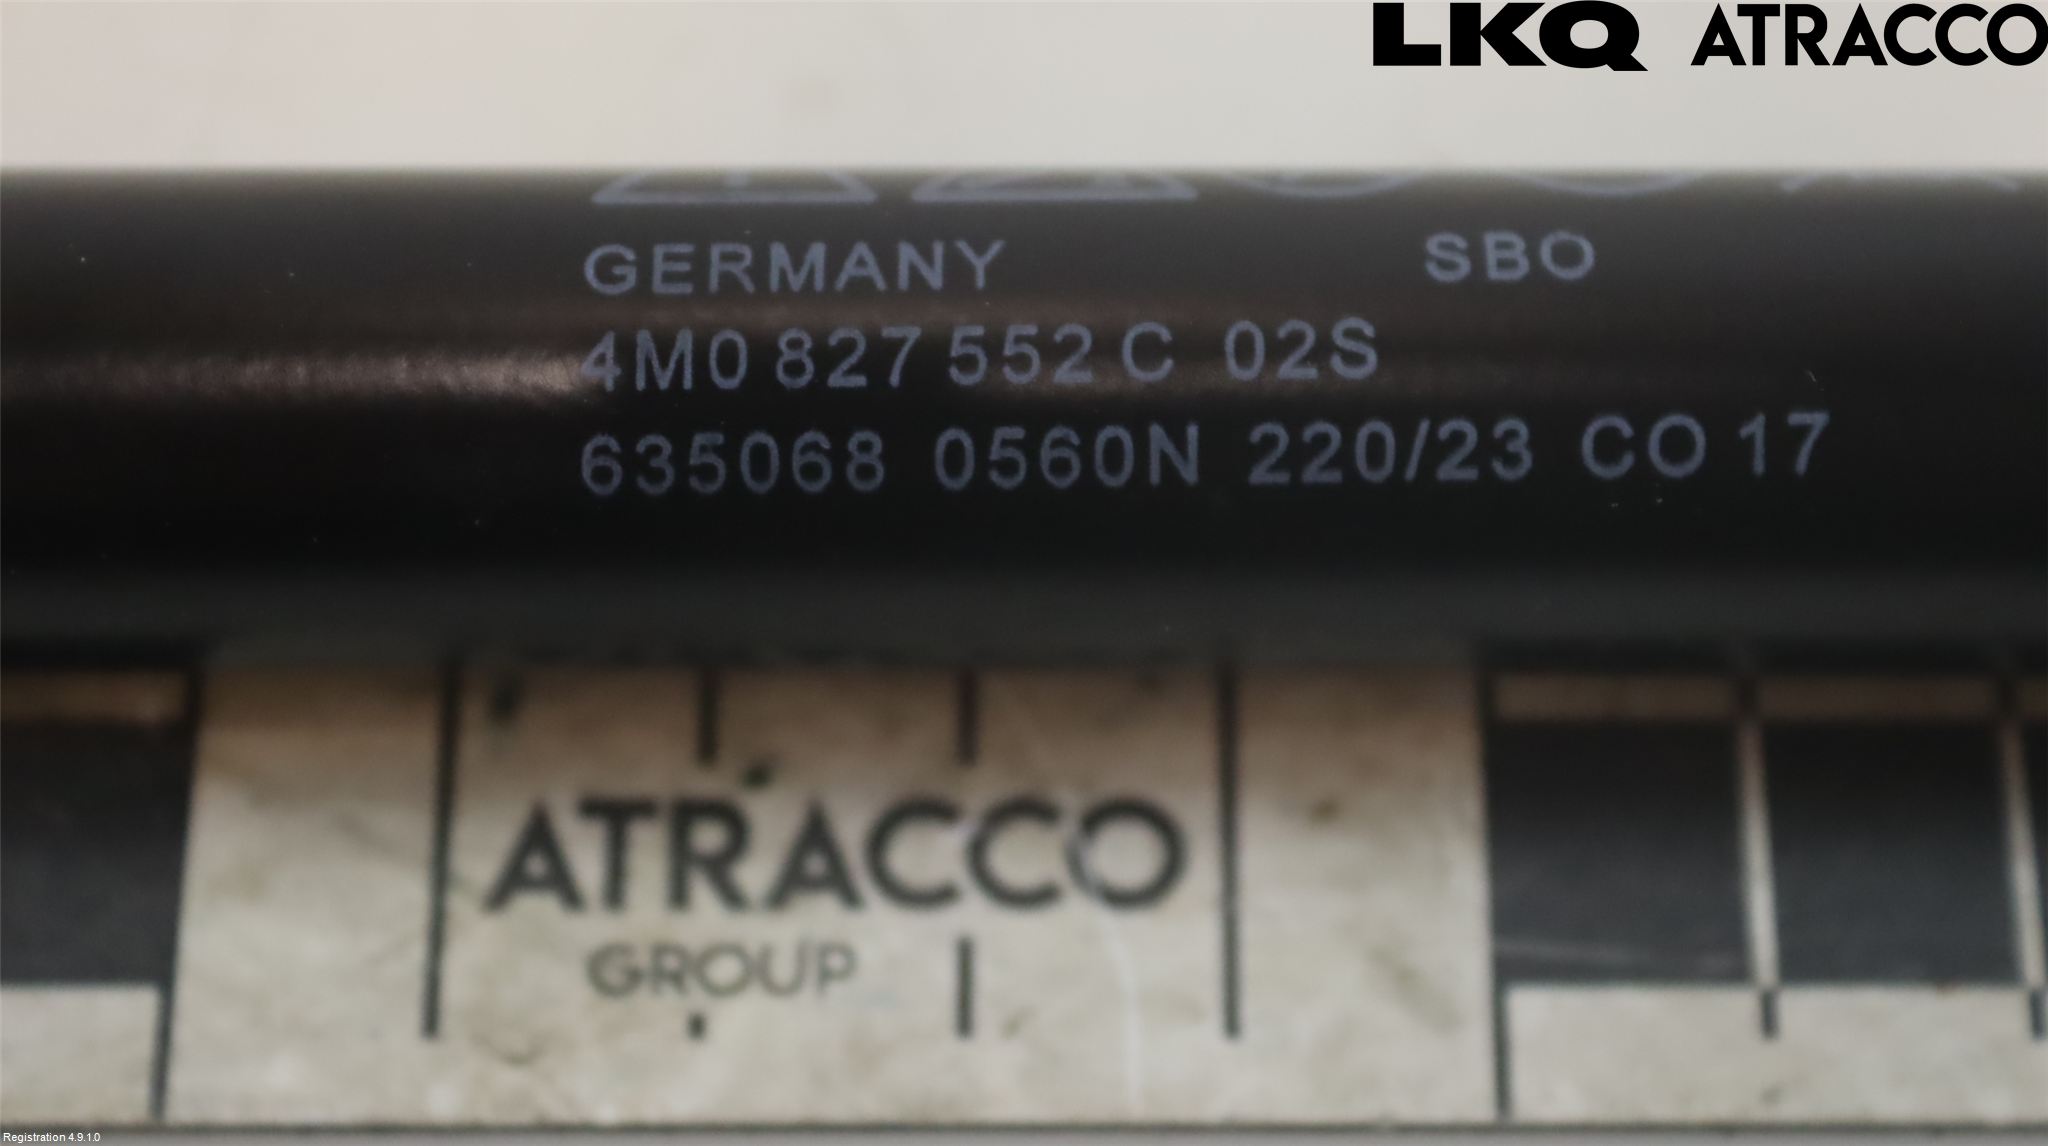 LKQ ATRACCO
GERMANY SBO
4M0 827 552 C 02S
635068 0560N 220/23 CO 17
ATRACCO
GROUP
Registration 4.9.1.0